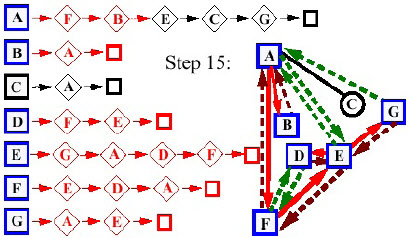 A F B E C G
B A
Step 15:
C A
D F E
E G A D F
F E D A
G A E
A
C
G
B
D E
F